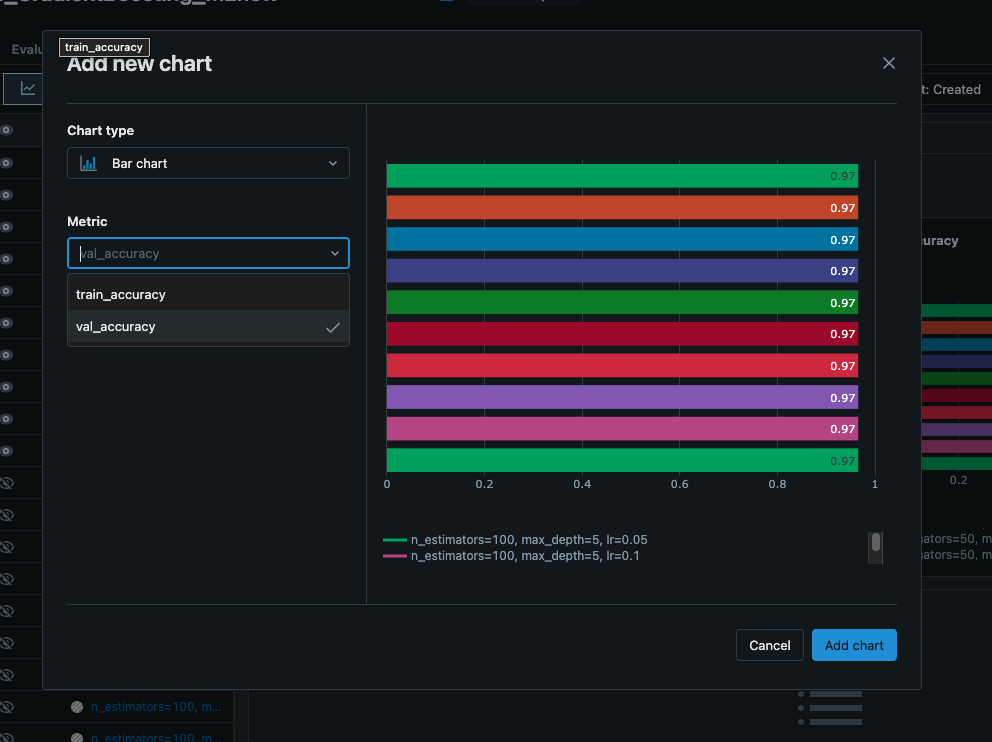 Evalu
train_accuracy
Add new chart
t: Created
Chart type
Bar chart
Metric
val_accuracy
train_accuracy
val_accuracy
0.97
0.97
0.97
0.97
0.97
0.97
0.97
0.97
0.97
0.97
0 0.2 0.4 0.6 0.8 1
n_estimators=100, max_depth=5, lr=0.05
n_estimators=100, max_depth=5, lr=0.1
curacy
0.2
ators=50, m
ators=50, m
Cancel
Add chart
n_estimators=100, m...
n_estimators=100, m...